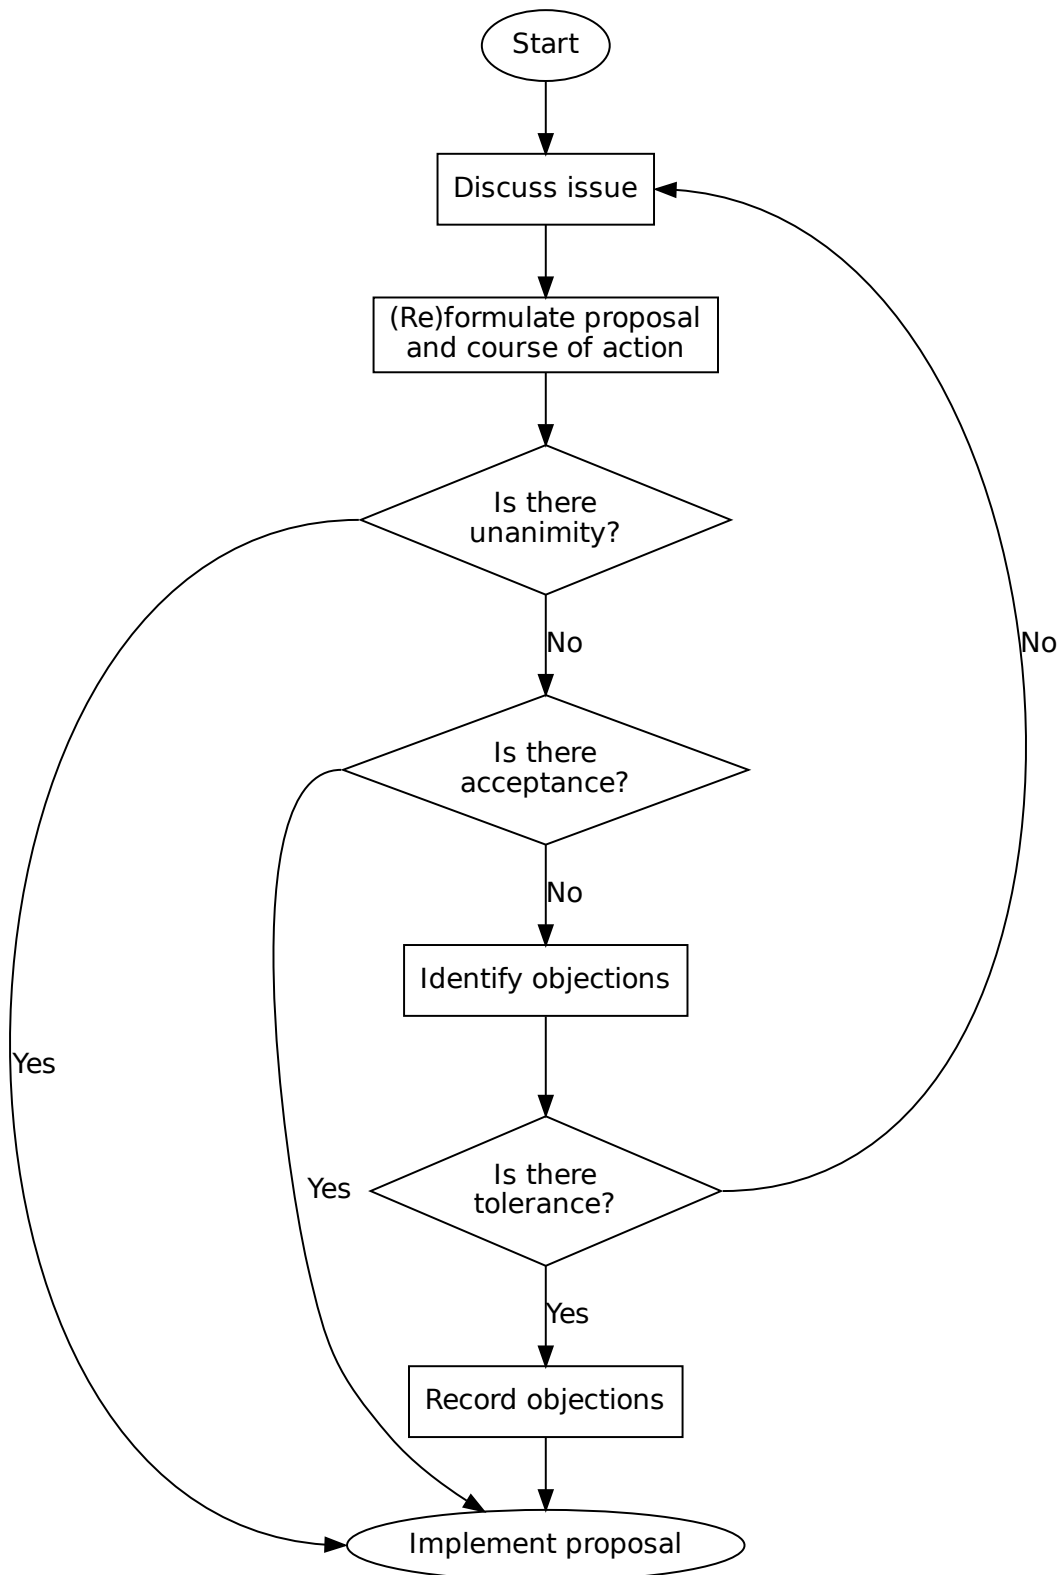 Start
Discuss issue
(Re)formulate proposal
and course of action
Is there
unanimity?
No
No
Is there
acceptance?
No
Identify objections
Yes
Is there
tolerance?
Yes
Yes
Record objections
Implement proposal